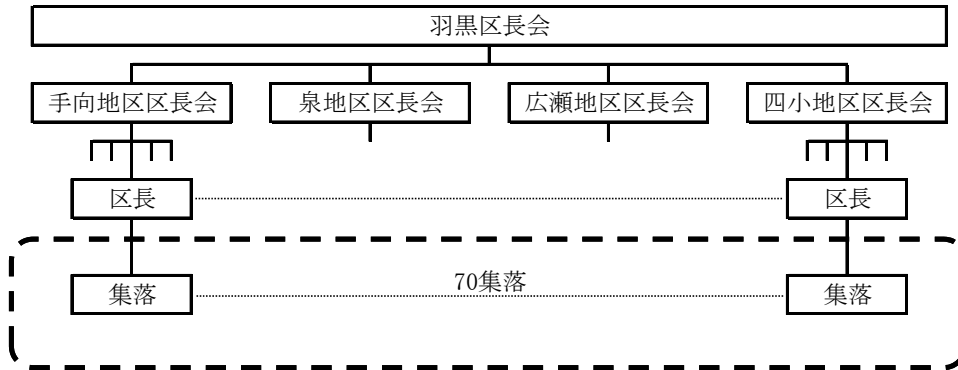 羽黒区長会
手向地区区長会
泉地区区長会
広瀬地区区長会
四小地区区長会
区長
区長
集落
70集落
集落